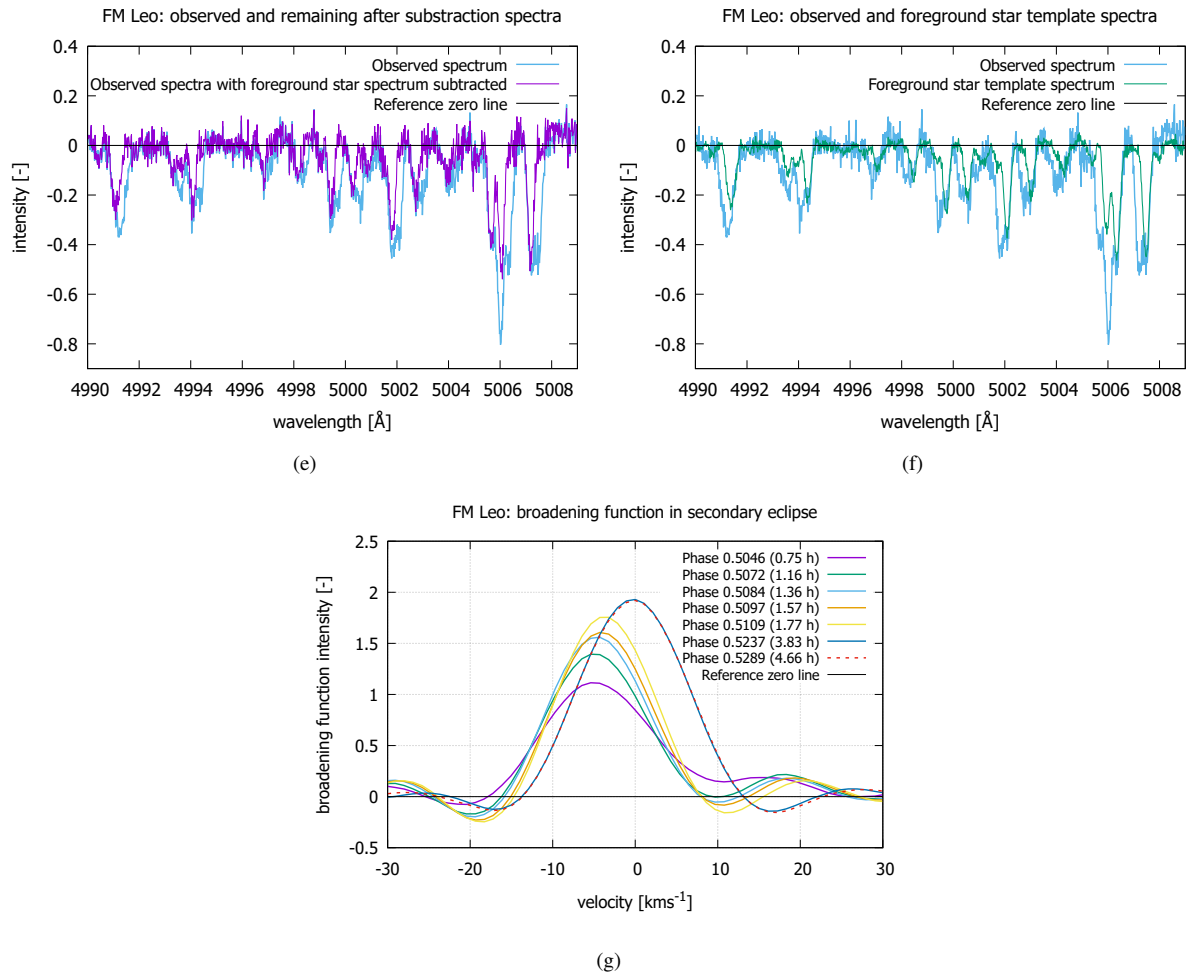 FM Leo: observed and remaining after substraction spectra
0.4
0.2
0
-0.2
-0.4
-0.6
-0.8
intensity [-]
Observed spectrum
Observed spectra with foreground star spectrum subtracted
Reference zero line
4990 4992 4994 4996 4998 5000 5002 5004 5006 5008
wavelength [Å]
(e)
FM Leo: observed and foreground star template spectra
0.4
0.2
0
-0.2
-0.4
-0.6
-0.8
intensity [-]
Observed spectrum
Foreground star template spectrum
Reference zero line
4990 4992 4994 4996 4998 5000 5002 5004 5006 5008
wavelength [Å]
(f)
FM Leo: broadening function in secondary eclipse
2.5
2
1.5
1
0.5
0
-0.5
broadening function intensity [-]
Phase 0.5046 (0.75 h)
Phase 0.5072 (1.16 h)
Phase 0.5084 (1.36 h)
Phase 0.5097 (1.57 h)
Phase 0.5109 (1.77 h)
Phase 0.5237 (3.83 h)
Phase 0.5289 (4.66 h)
Reference zero line
-30 -20 -10 0 10 20 30
velocity [kms⁻¹]
(g)